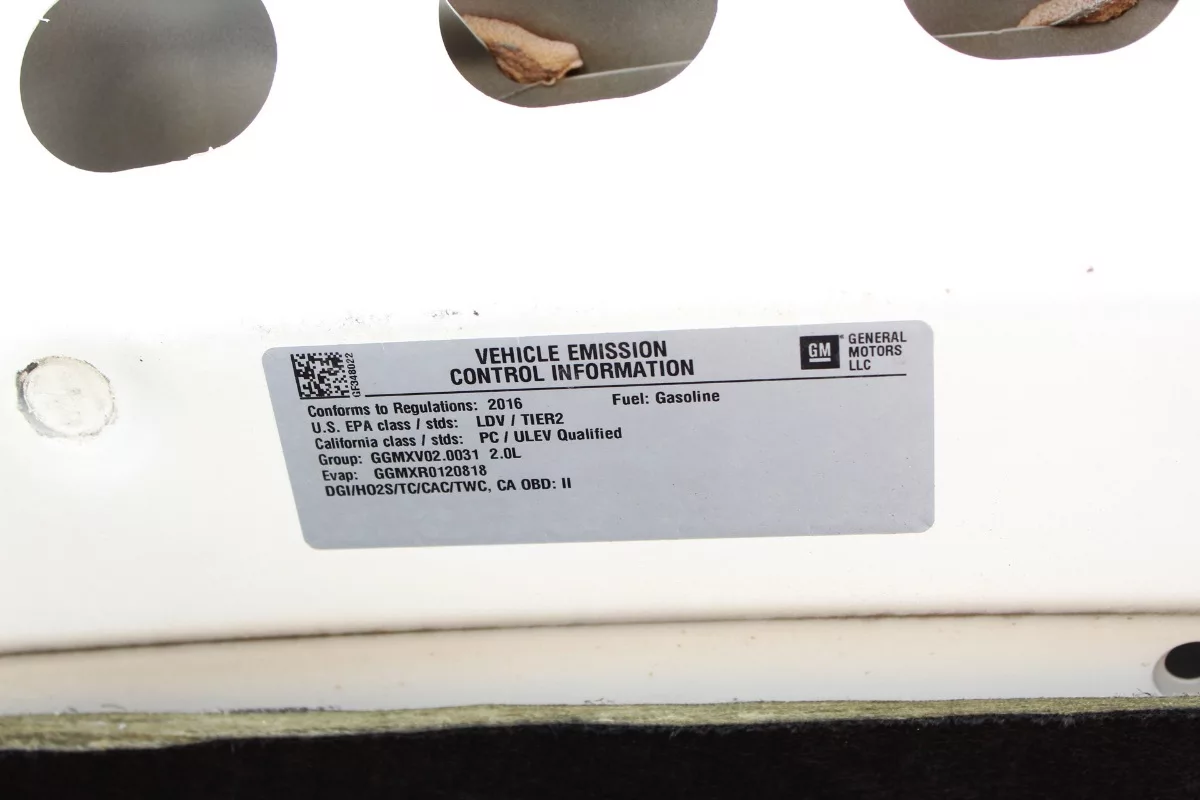 VEHICLE EMISSION
CONTROL INFORMATION
GM
GENERAL
MOTORS
LLC
GF348022
Conforms to Regulations: 2016 Fuel: Gasoline
U.S. EPA class / stds: LDV / TIER2
California class / stds: PC / ULEV Qualified
Group: GGMXV02.0031 2.0L
Evap: GGMXR0120818
DGI/HO2S/TC/CAC/TWC, CA OBD: II